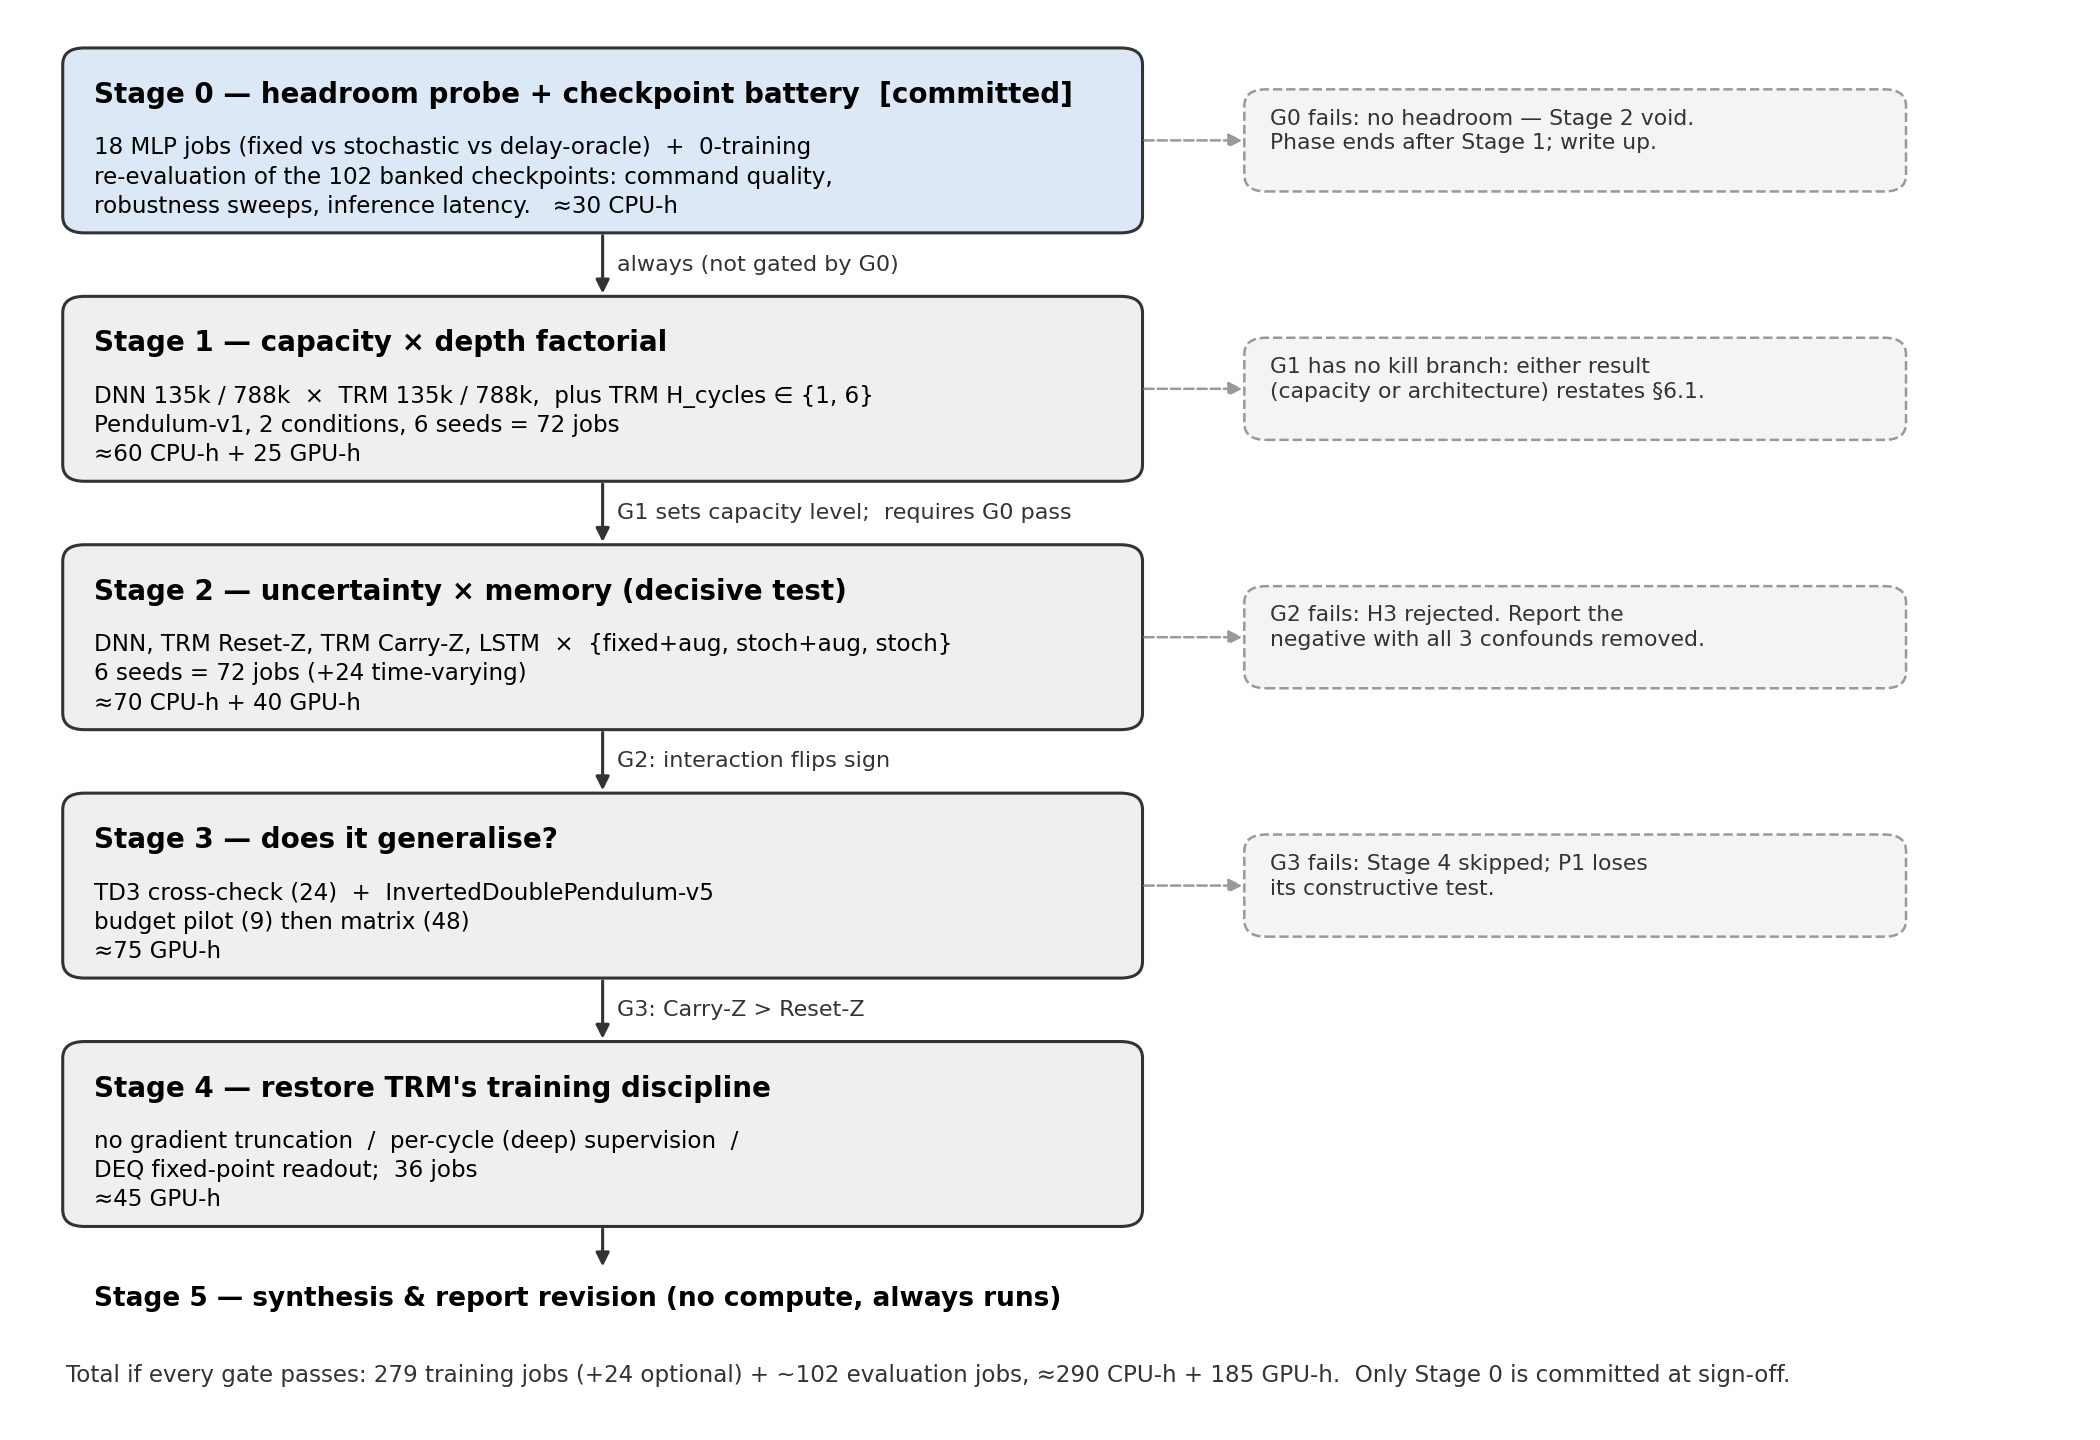 Stage 0 — headroom probe + checkpoint battery  [committed]
18 MLP jobs (fixed vs stochastic vs delay-oracle)  +  0-training
re-evaluation of the 102 banked checkpoints: command quality,
robustness sweeps, inference latency.   ≈30 CPU-h
G0 fails: no headroom — Stage 2 void.
Phase ends after Stage 1; write up.
always (not gated by G0)
Stage 1 — capacity × depth factorial
DNN 135k / 788k  ×  TRM 135k / 788k,  plus TRM H_cycles ∈ {1, 6}
Pendulum-v1, 2 conditions, 6 seeds = 72 jobs
≈60 CPU-h + 25 GPU-h
G1 has no kill branch: either result
(capacity or architecture) restates §6.1.
G1 sets capacity level;  requires G0 pass
Stage 2 — uncertainty × memory (decisive test)
DNN, TRM Reset-Z, TRM Carry-Z, LSTM  ×  {fixed+aug, stoch+aug, stoch}
6 seeds = 72 jobs (+24 time-varying)
≈70 CPU-h + 40 GPU-h
G2 fails: H3 rejected. Report the
negative with all 3 confounds removed.
G2: interaction flips sign
Stage 3 — does it generalise?
TD3 cross-check (24)  +  InvertedDoublePendulum-v5
budget pilot (9) then matrix (48)
≈75 GPU-h
G3 fails: Stage 4 skipped; P1 loses
its constructive test.
G3: Carry-Z > Reset-Z
Stage 4 — restore TRM's training discipline
no gradient truncation  /  per-cycle (deep) supervision  /
DEQ fixed-point readout;  36 jobs
≈45 GPU-h
Stage 5 — synthesis & report revision (no compute, always runs)
Total if every gate passes: 279 training jobs (+24 optional) + ~102 evaluation jobs, ≈290 CPU-h + 185 GPU-h.  Only Stage 0 is committed at sign-off.